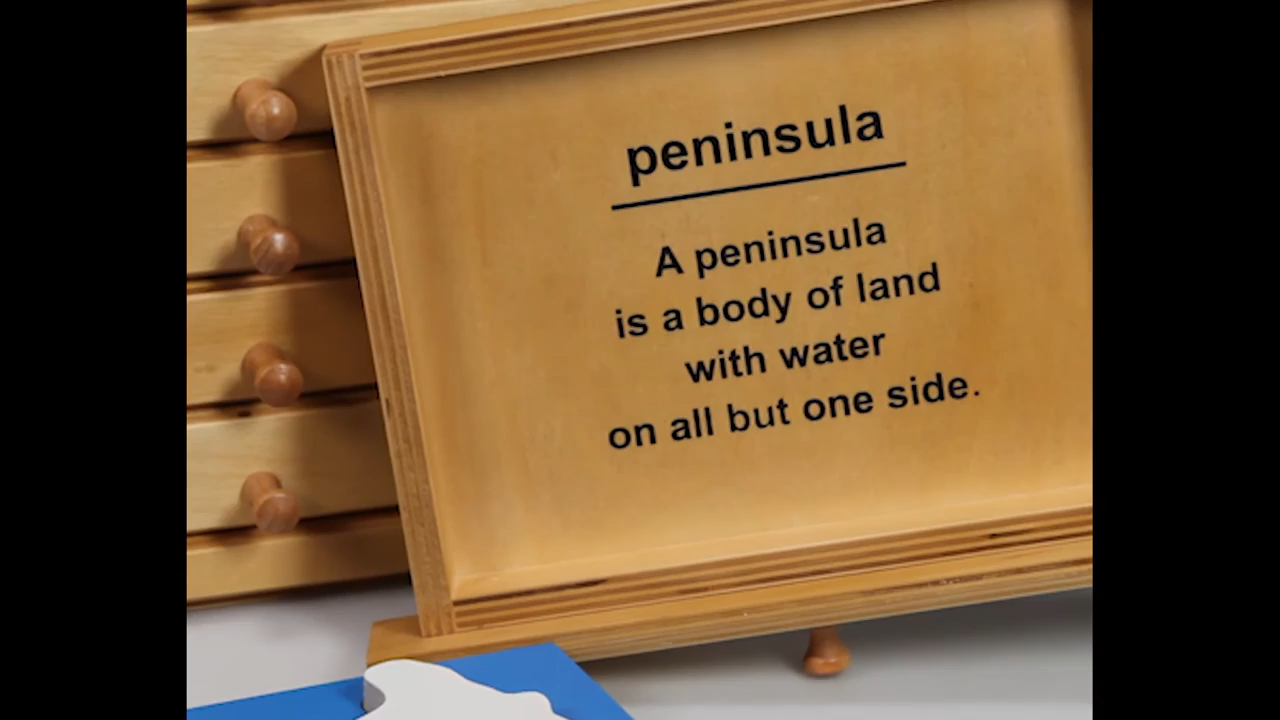 peninsula
A peninsula
is a body of land
with water
on all but one side.